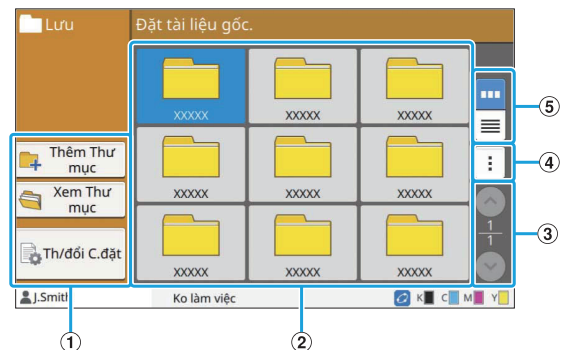 Lưu
Đặt tài liệu gốc.
XXXXX XXXXX XXXXX
Thêm Thư
mục
XXXXX XXXXX XXXXX
Xem Thư
mục
Th/đổi C.đặt
XXXXX XXXXX XXXXX
1
1
J.Smith Ko làm việc K C M Y
5
4
3
1 2